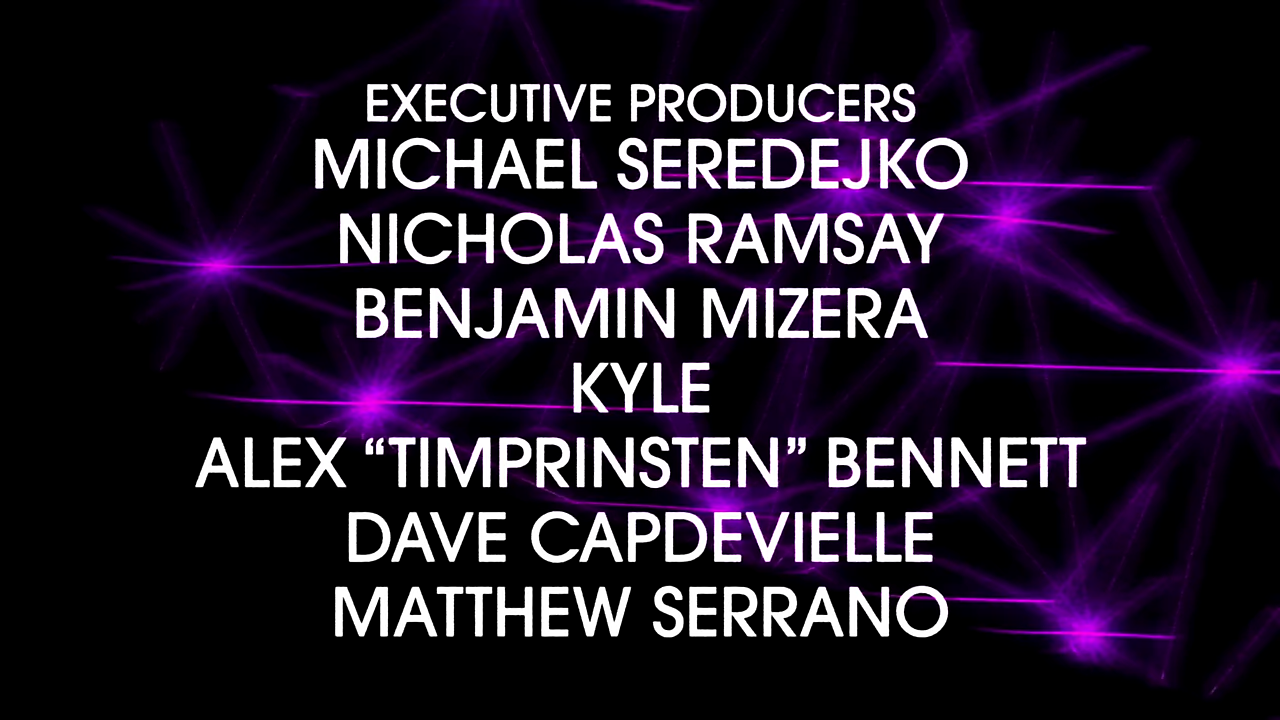 EXECUTIVE PRODUCERS
MICHAEL SEREDEJKO
NICHOLAS RAMSAY
BENJAMIN MIZERA
KYLE
ALEX “TIMPRINSTEN” BENNETT
DAVE CAPDEVIELLE
MATTHEW SERRANO